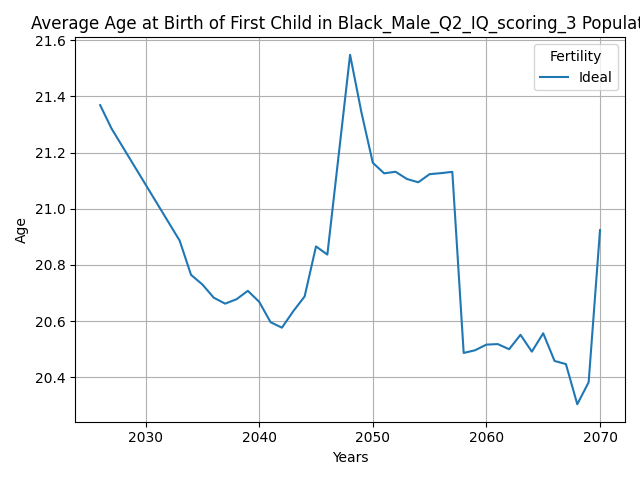 Average Age at Birth of First Child in Black_Male_Q2_IQ_scoring_3
21.6
Fertility
Ideal
21.4
21.2
21.0
20.8
20.6
20.4
Age
2030 2040 2050 2060 2070
Years